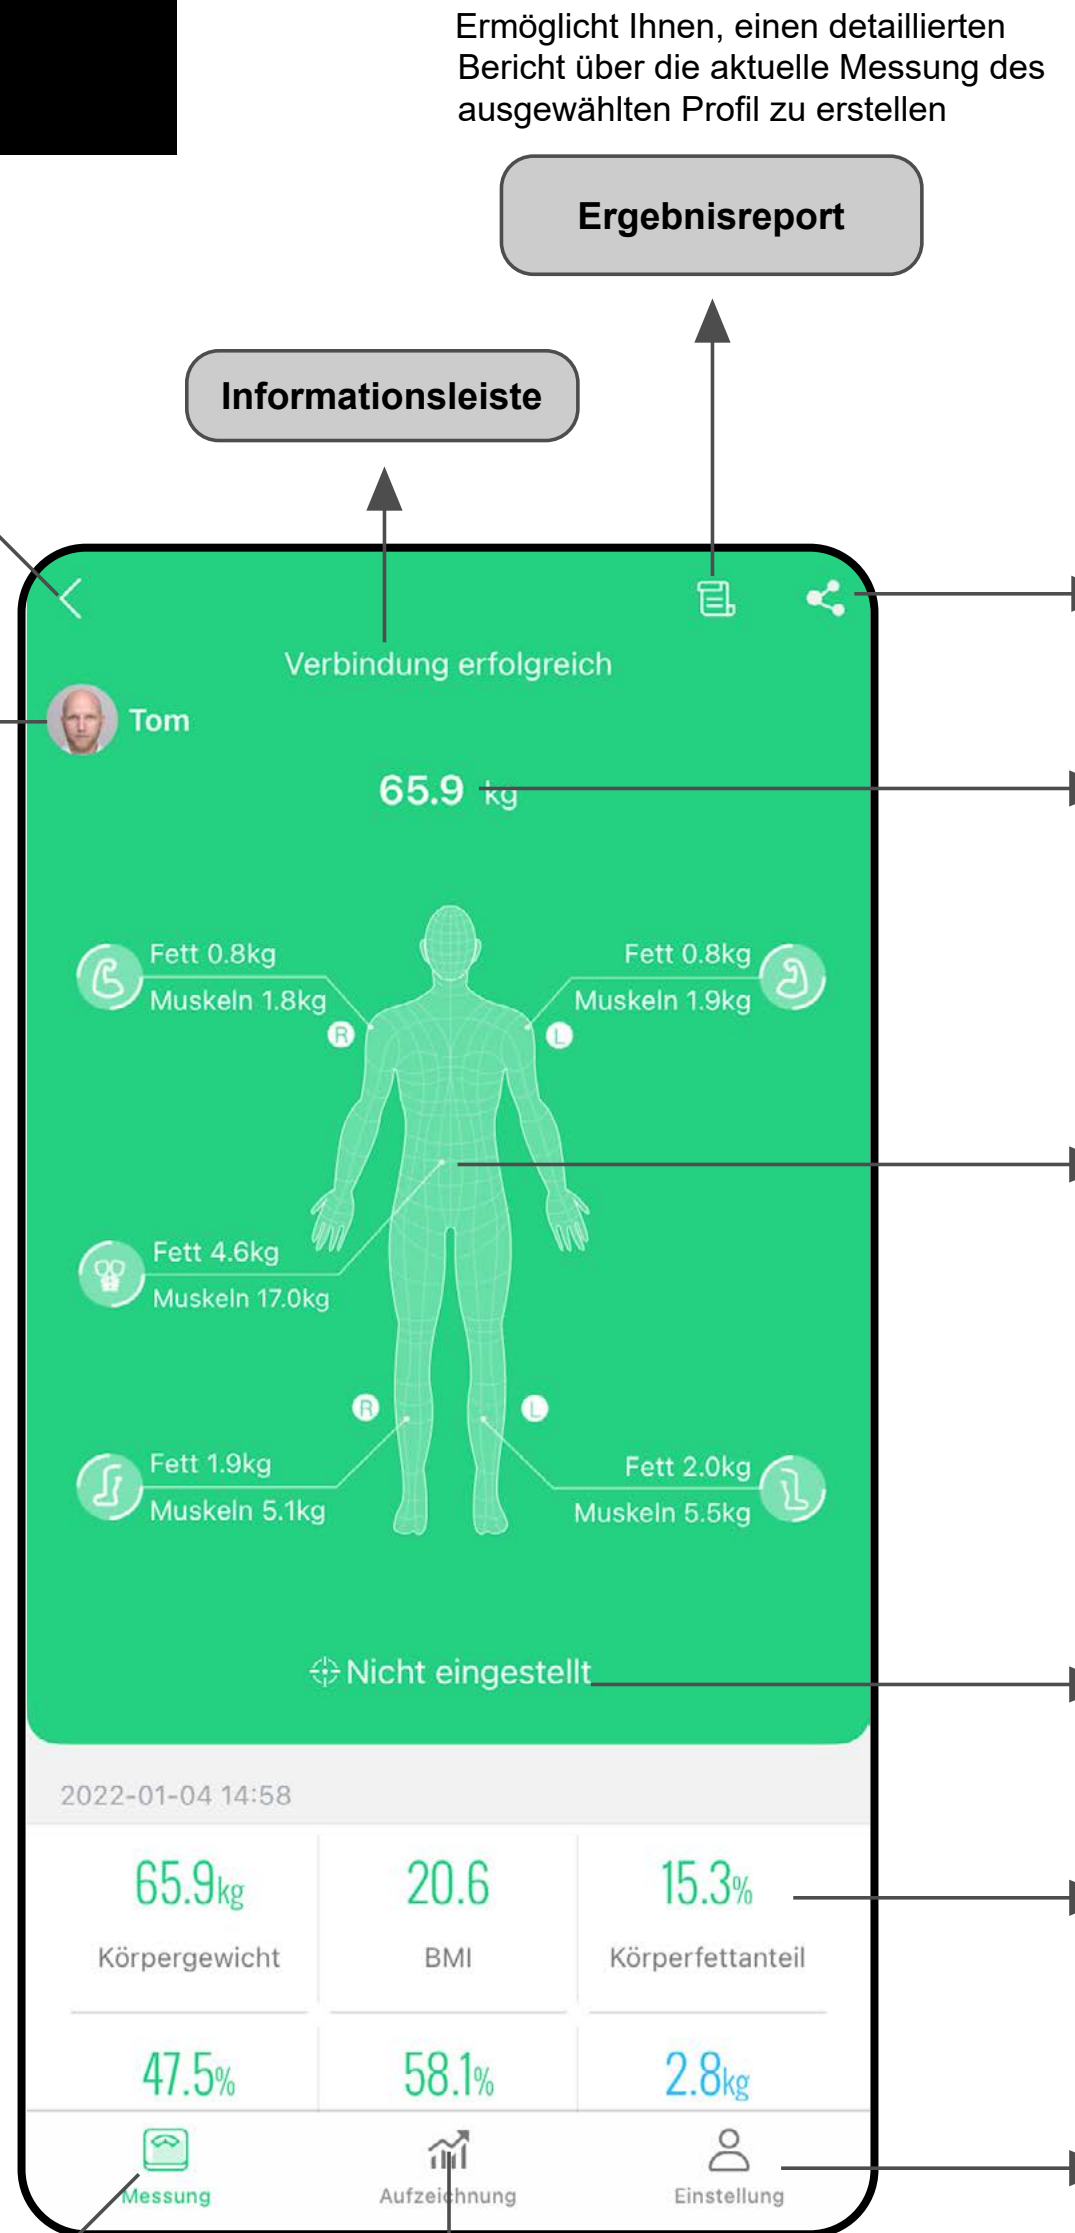 Ermöglicht Ihnen, einen detaillierten
Bericht über die aktuelle Messung des
ausgewählten Profil zu erstellen
Ergebnisreport
Informationsleiste
Verbindung erfolgreich
Tom
65.9 kg
Fett 0.8kg
Muskeln 1.8kg
R
Fett 0.8kg
Muskeln 1.9kg
L
Fett 4.6kg
Muskeln 17.0kg
R
L
Fett 1.9kg
Muskeln 5.1kg
Fett 2.0kg
Muskeln 5.5kg
Nicht eingestellt
2022-01-04 14:58
65.9kg 20.6 15.3%
Körpergewicht BMI Körperfettanteil
47.5% 58.1% 2.8kg
Messung Aufzeichnung Einstellung